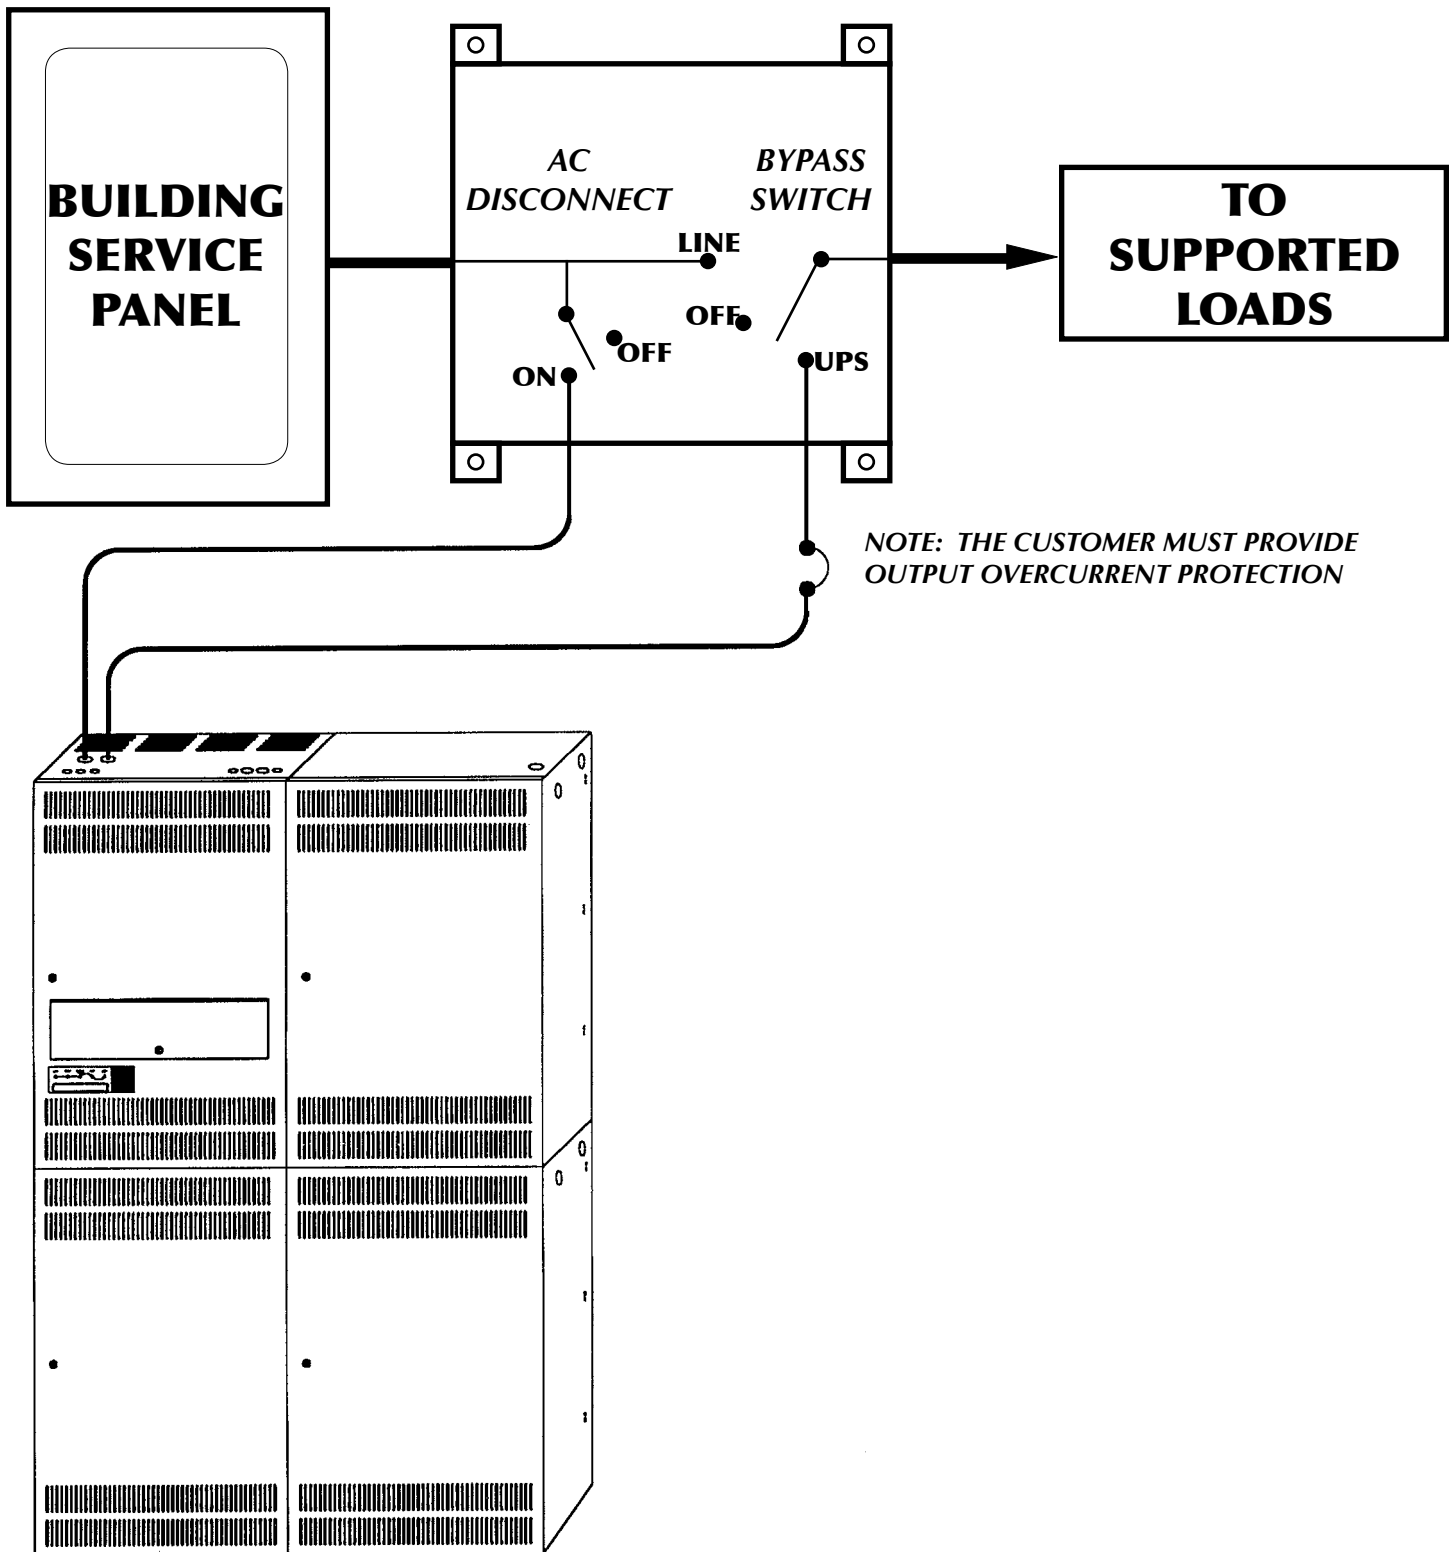 BUILDING
SERVICE
PANEL
AC
DISCONNECT
BYPASS
SWITCH
LINE
OFF
OFF
ON
UPS
TO
SUPPORTED
LOADS
NOTE: THE CUSTOMER MUST PROVIDE
OUTPUT OVERCURRENT PROTECTION